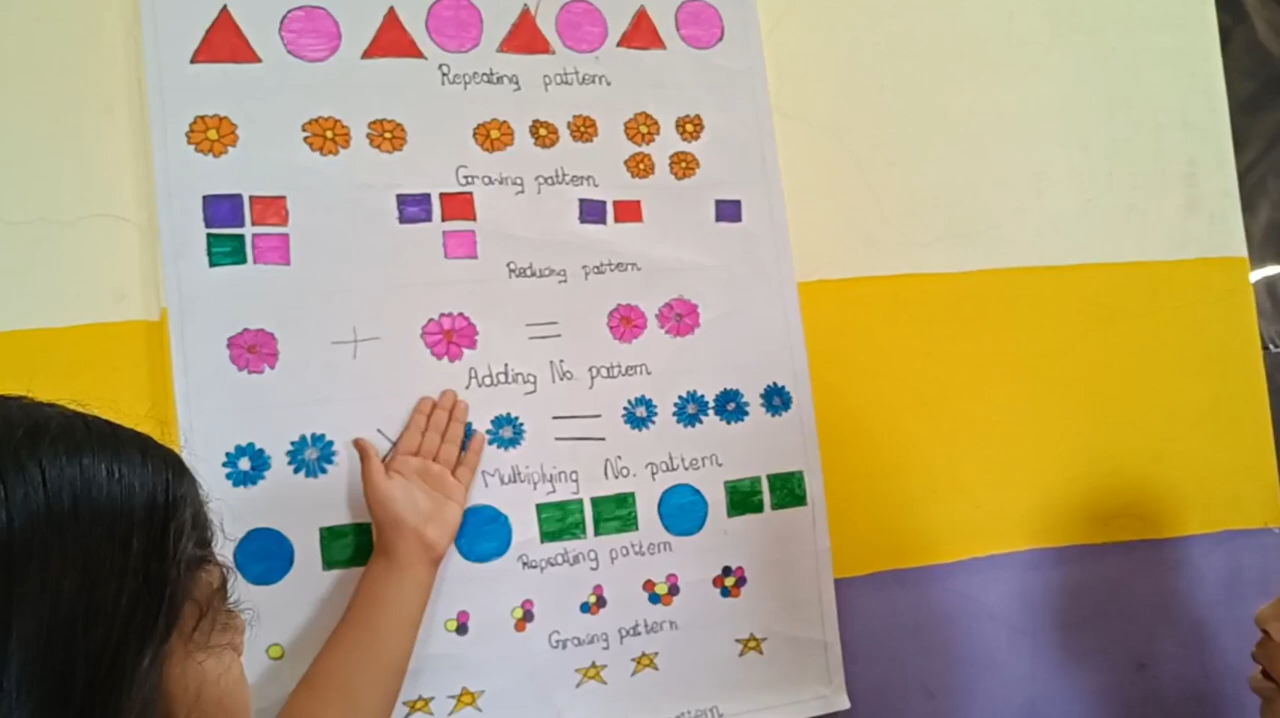 Repeating pattern
Growing pattern
Reducing pattern
+ =
Adding No. pattern
=
Multiplying No. pattern
Repeating pattern
Growing pattern